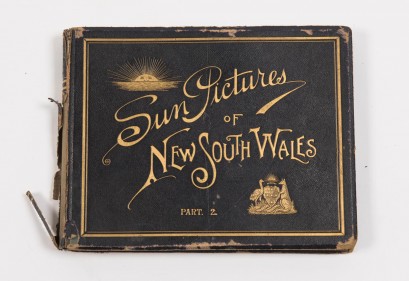 Sun Pictures
OF
NEW SOUTH WALES
PART. 2.